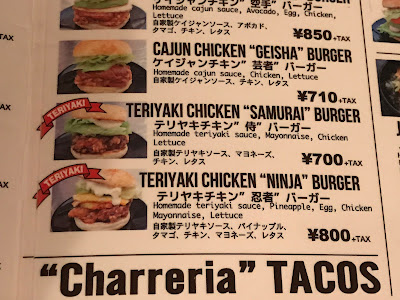 Homemade cajun sauce, Avocado, Egg, Chicken,
Lettuce
自家製ケイジャンソース、アボカド、
タマゴ、チキン、レタス
¥850+TAX
CAJUN CHICKEN "GEISHA" BURGER
ケイジャンチキン"芸者"バーガー
Homemade cajun sauce, Chicken, Lettuce
自家製ケイジャンソース、チキン、レタス
¥710+TAX
TERIYAKI
TERIYAKI CHICKEN "SAMURAI" BURGER
テリヤキチキン"侍"バーガー
Homemade teriyaki sauce, Mayonnaise, Chicken
Lettuce
自家製テリヤキソース、マヨネーズ、
チキン、レタス
¥700+TAX
TERIYAKI
TERIYAKI CHICKEN "NINJA" BURGER
テリヤキチキン"忍者"バーガー
Homemade teriyaki sauce, Pineapple, Egg, Chicken
Mayonnaise, Lettuce
自家製テリヤキソース、パイナップル、
タマゴ、チキン、マヨネーズ、レタス
¥800+TAX
"Charreria" TACOS